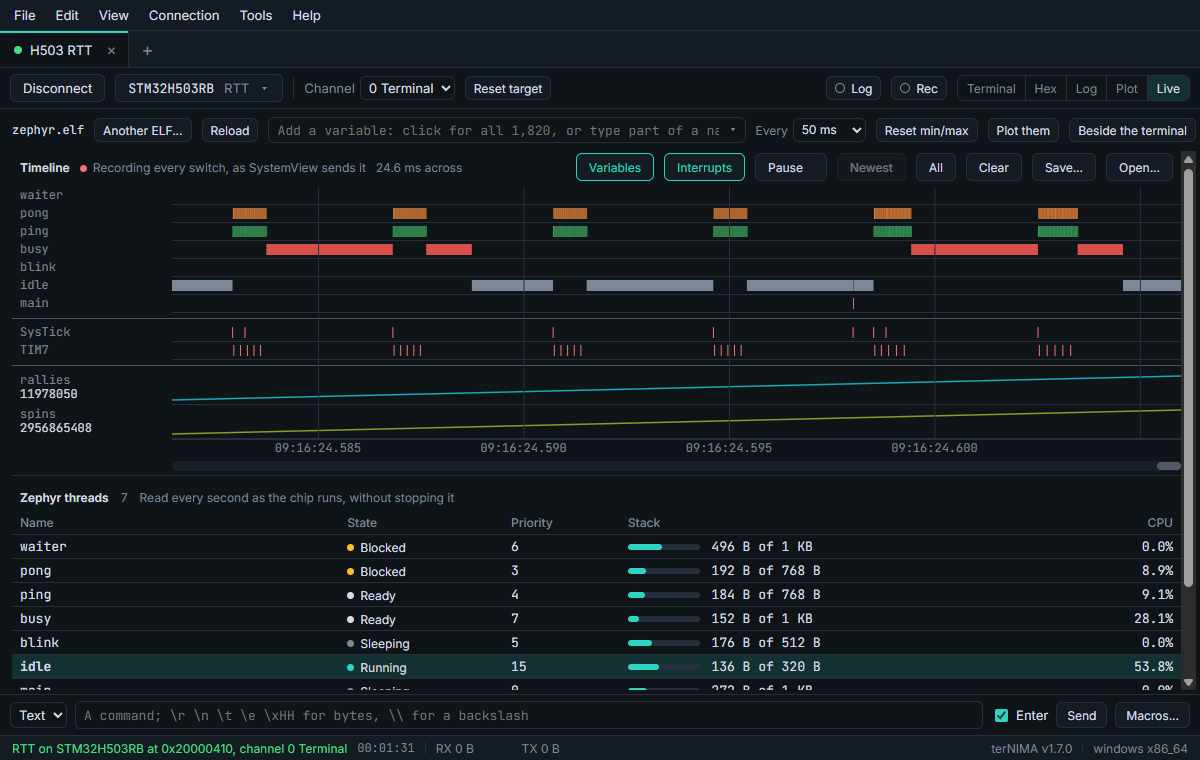 File Edit View Connection Tools Help
H503 RTT × +
Disconnect STM32H503RB RTT Channel 0 Terminal Reset target Log Rec Terminal Hex Log Plot Live
zephyr.elf Another ELF... Reload Add a variable: click for all 1,820, or type part of a na Every 50 ms Reset min/max Plot them Beside the terminal
Timeline Recording every switch, as SystemView sends it 24.6 ms across Variables Interrupts Pause Newest All Clear Save... Open...
waiter
pong
ping
busy
blink
idle
main
SysTick
TIM7
rallies
11978050
spins
2956865408
09:16:24.585 09:16:24.590 09:16:24.595 09:16:24.600
Zephyr threads 7 Read every second as the chip runs, without stopping it
Name State Priority Stack CPU
waiter Blocked 6 496 B of 1 KB 0.0%
pong Blocked 3 192 B of 768 B 8.9%
ping Ready 4 184 B of 768 B 9.1%
busy Ready 7 152 B of 1 KB 28.1%
blink Sleeping 5 176 B of 512 B 0.0%
idle Running 15 136 B of 320 B 53.8%
main Sleeping 0 272 B of 1 KB 0.0%
Text A command; \r \n \t \e \xHH for bytes, \\ for a backslash Enter Send Macros...
RTT on STM32H503RB at 0x20000410, channel 0 Terminal 00:01:31 RX 0 B TX 0 B terNIMA v1.7.0 windows x86_64